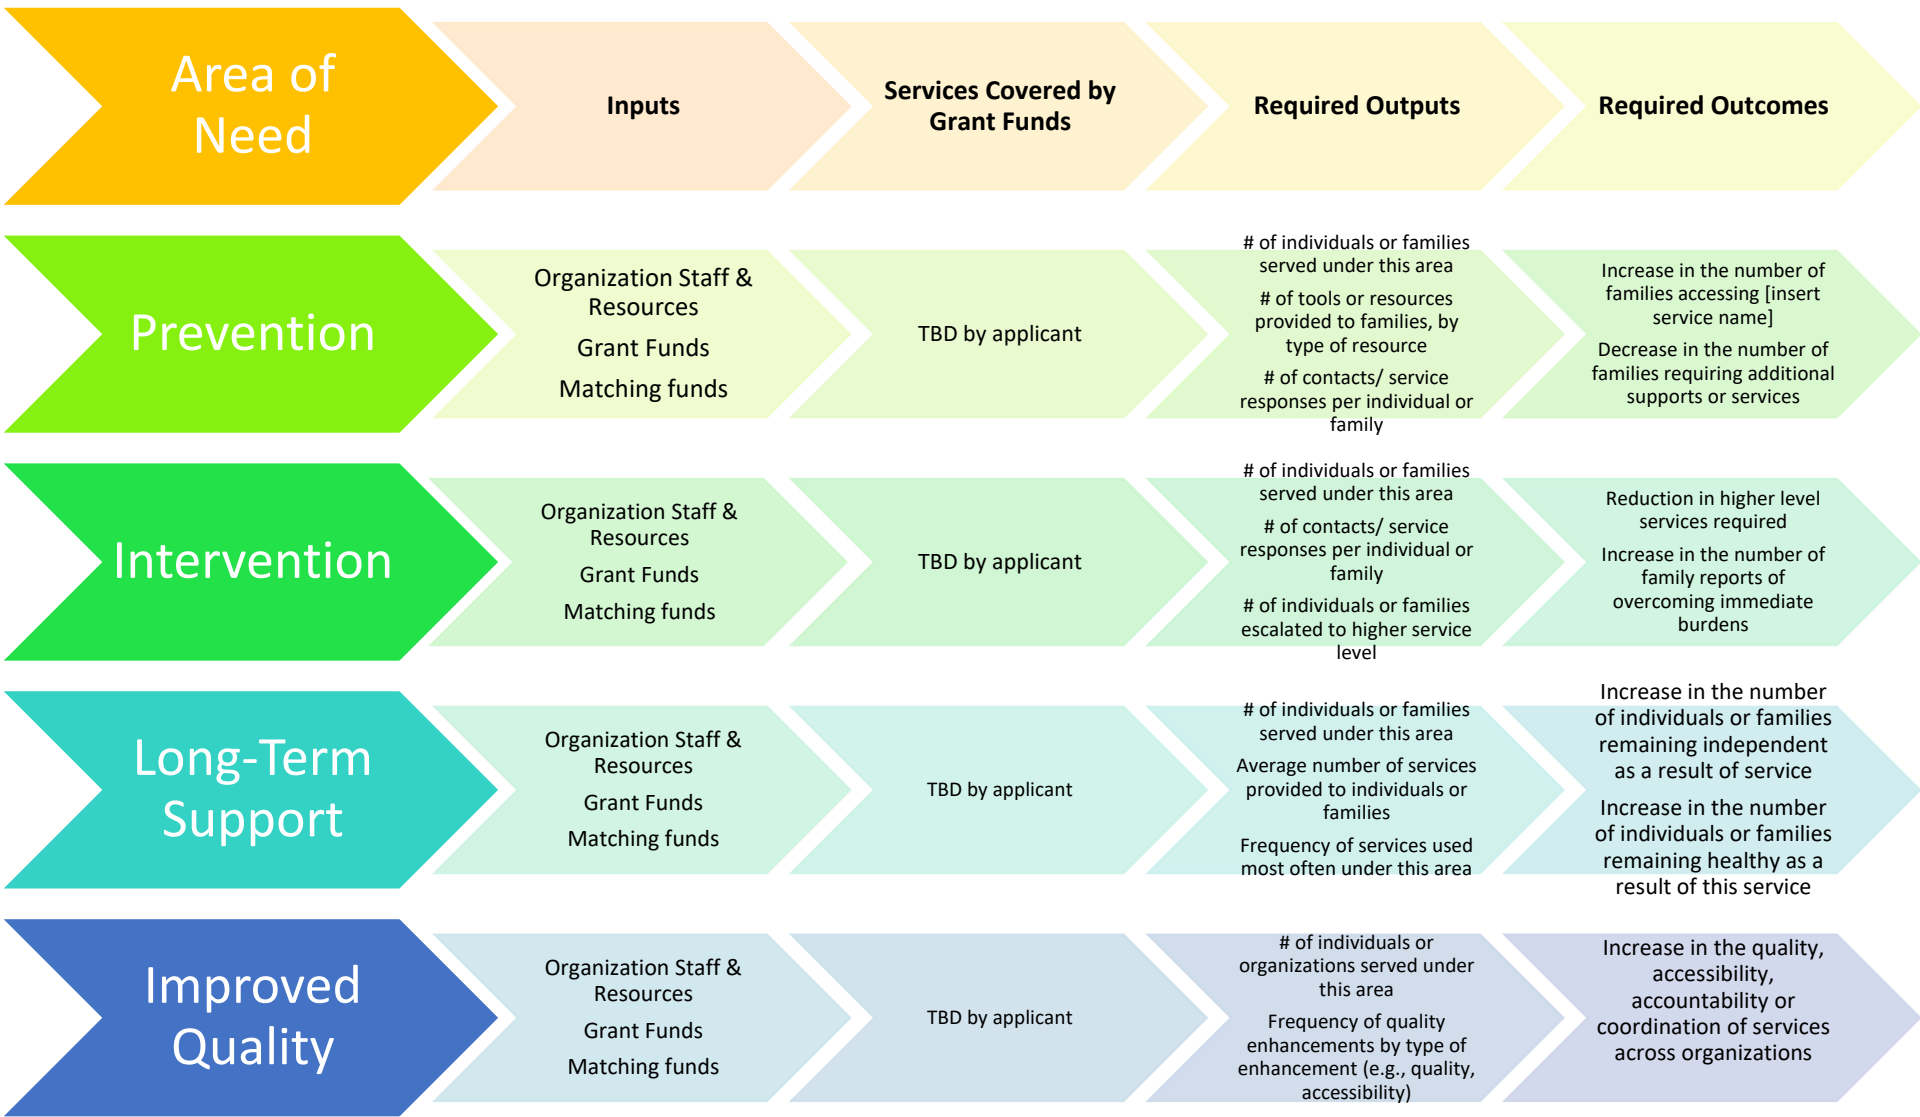 Area of
Need
Inputs
Services Covered by
Grant Funds
Required Outputs
Required Outcomes
Prevention
Organization Staff &
Resources
Grant Funds
Matching funds
TBD by applicant
# of individuals or families
served under this area
# of tools or resources
provided to families, by
type of resource
# of contacts/ service
responses per individual or
family
Increase in the number of
families accessing [insert
service name]
Decrease in the number of
families requiring additional
supports or services
Intervention
Organization Staff &
Resources
Grant Funds
Matching funds
TBD by applicant
# of individuals or families
served under this area
# of contacts/ service
responses per individual or
family
# of individuals or families
escalated to higher service
level
Reduction in higher level
services required
Increase in the number of
family reports of
overcoming immediate
burdens
Long-Term
Support
Organization Staff &
Resources
Grant Funds
Matching funds
TBD by applicant
# of individuals or families
served under this area
Average number of services
provided to individuals or
families
Frequency of services used
most often under this area
Increase in the number
of individuals or families
remaining independent
as a result of service
Increase in the number
of individuals or families
remaining healthy as a
result of this service
Improved
Quality
Organization Staff &
Resources
Grant Funds
Matching funds
TBD by applicant
# of individuals or
organizations served under
this area
Frequency of quality
enhancements by type of
enhancement (e.g., quality,
accessibility)
Increase in the quality,
accessibility,
accountability or
coordination of services
across organizations